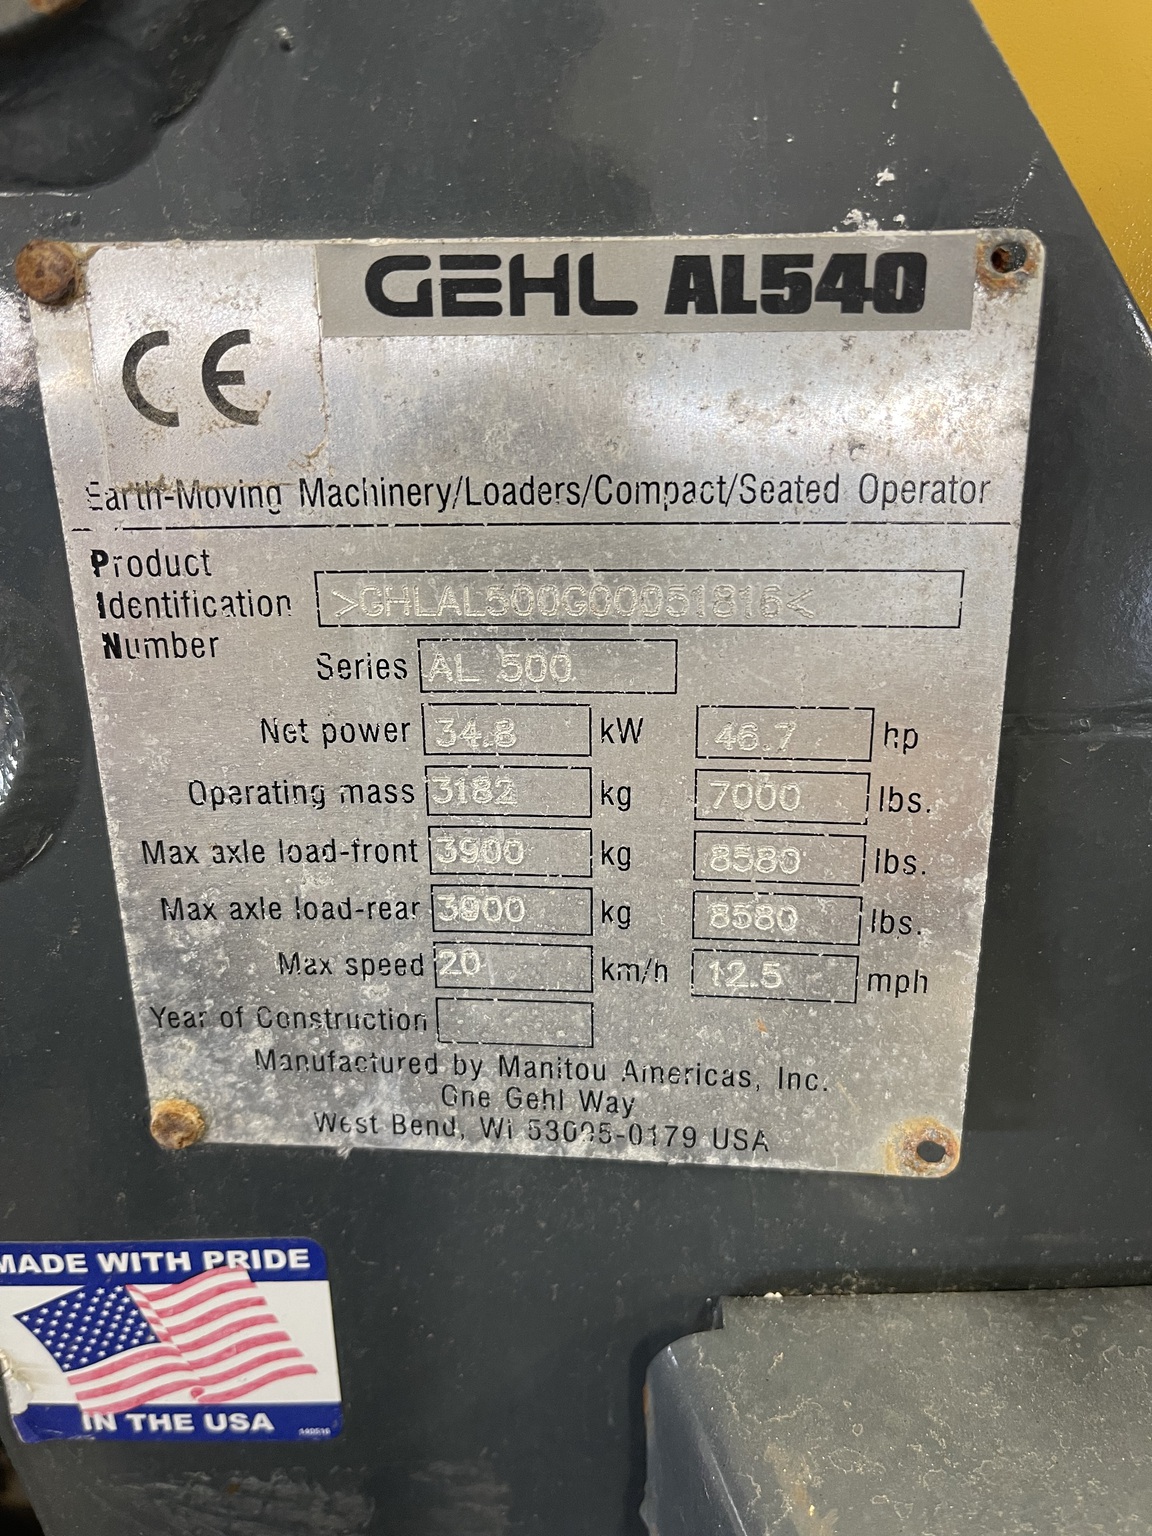 GEHL AL540
CE
Earth-Moving Machinery/Loaders/Compact/Seated Operator
Product
Identification
Number
>GHLAL500G00051816<
Series AL 500
Net power 34.8 kW 46.7 hp
Operating mass 3182 kg 7000 lbs.
Max axle load-front 3900 kg 8580 lbs.
Max axle load-rear 3900 kg 8580 lbs.
Max speed 20 km/h 12.5 mph
Year of Construction
Manufactured by Manitou Americas, Inc.
One Gehl Way
West Bend, WI 53095-0179 USA
MADE WITH PRIDE
IN THE USA